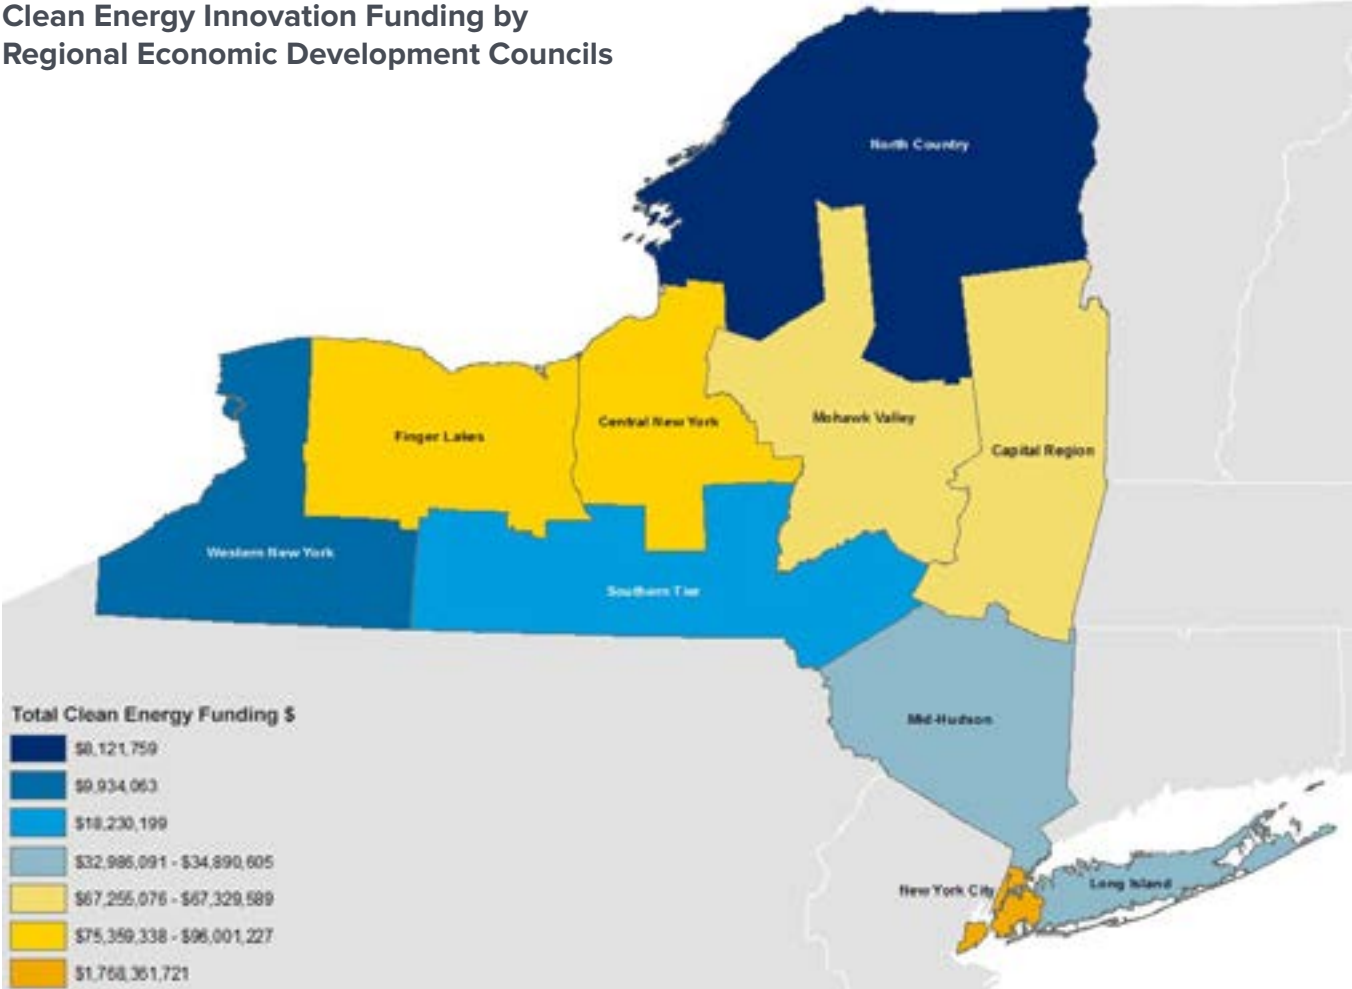 Clean Energy Innovation Funding by
Regional Economic Development Councils
North Country
Mohawk Valley
Central New York
Finger Lakes
Capital Region
Western New York
Southern Tier
Mid-Hudson
New York City
Long Island
Total Clean Energy Funding $
$8,121,759
$9,934,063
$18,230,199
$32,986,091 - $34,890,605
$67,255,076 - $67,329,589
$75,359,338 - $96,001,227
$1,768,361,721